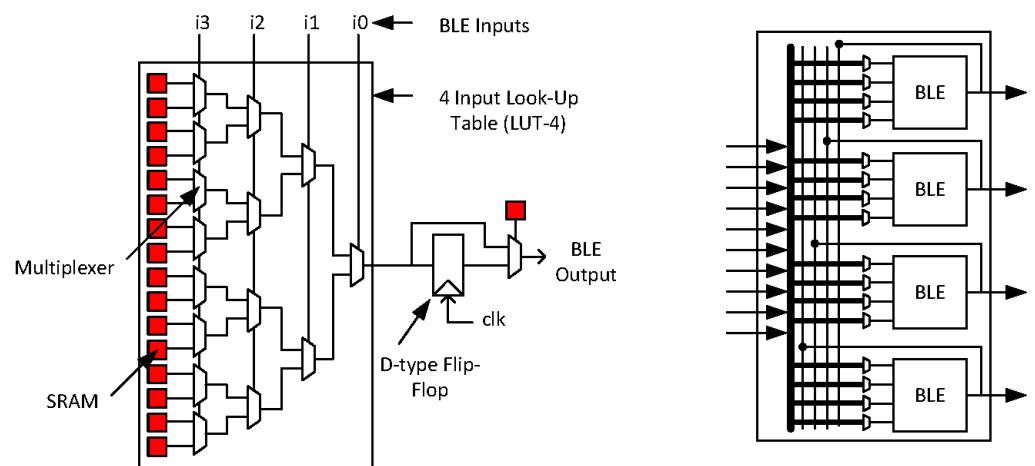 i3
i2
i1
i0
BLE Inputs
4 Input Look-Up
Table (LUT-4)
Multiplexer
BLE
Output
clk
D-type Flip-
Flop
SRAM
BLE
BLE
BLE
BLE